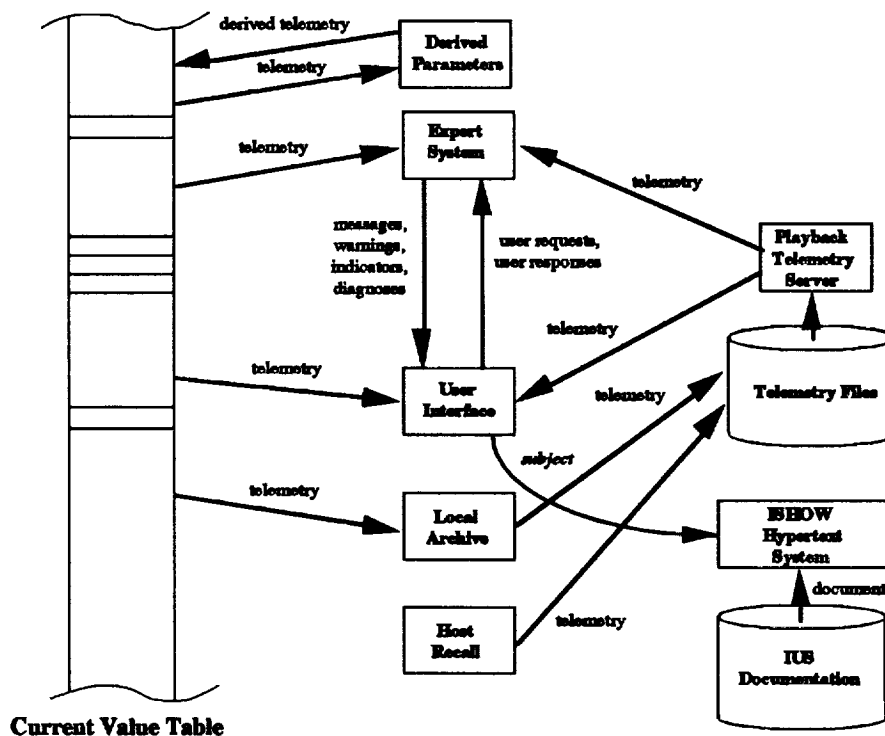 derived telemetry
Derived
Parameters
telemetry
Expert
System
telemetry
telemetry
messages,
warnings,
indicators,
diagnoses
user requests,
user responses
Playback
Telemetry
Server
telemetry
telemetry
User
Interface
telemetry
Telemetry Files
subject
telemetry
Local
Archive
ISHOW
Hypertext
System
document
telemetry
Host
Recall
IUS
Documentation
Current Value Table